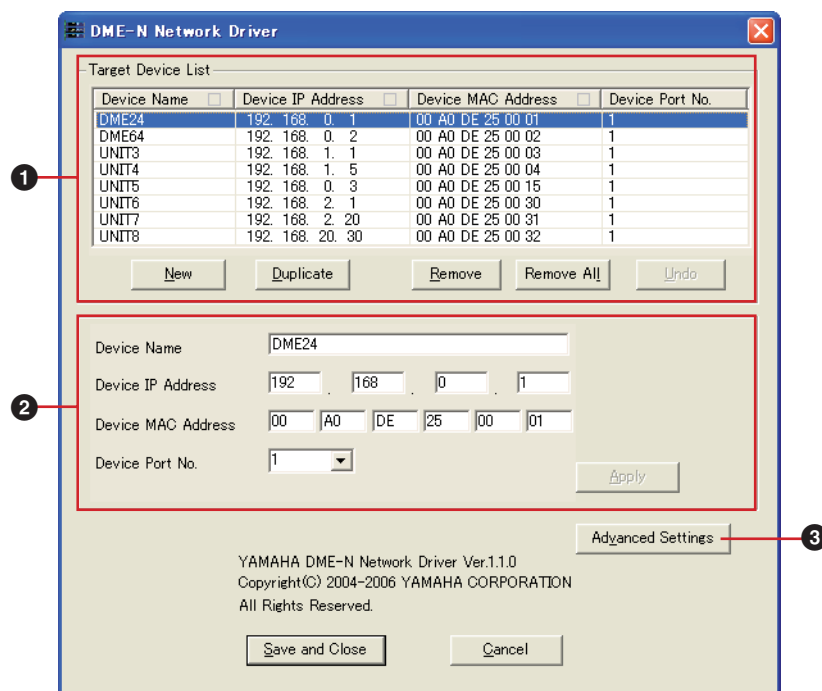 DME-N Network Driver
Target Device List
Device Name Device IP Address Device MAC Address Device Port No.
DME24 192. 168. 0. 1 00 A0 DE 25 00 01 1
DME64 192. 168. 0. 2 00 A0 DE 25 00 02 1
UNIT3 192. 168. 1. 1 00 A0 DE 25 00 03 1
UNIT4 192. 168. 1. 5 00 A0 DE 25 00 04 1
UNIT5 192. 168. 0. 3 00 A0 DE 25 00 15 1
UNIT6 192. 168. 2. 1 00 A0 DE 25 00 30 1
UNIT7 192. 168. 2. 20 00 A0 DE 25 00 31 1
UNIT8 192. 168. 20. 30 00 A0 DE 25 00 32 1
1
New Duplicate Remove Remove All Undo
Device Name DME24
Device IP Address 192 . 168 . 0 . 1
2
Device MAC Address 00 A0 DE 25 00 01
Device Port No. 1
Apply
Advanced Settings 3
YAMAHA DME-N Network Driver Ver.1.1.0
Copyright(C) 2004-2006 YAMAHA CORPORATION
All Rights Reserved.
Save and Close Cancel